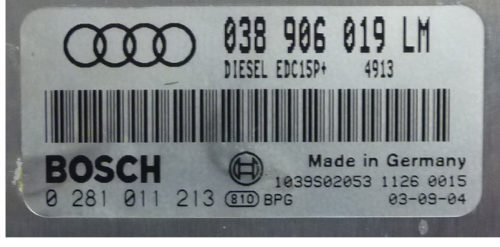 038 906 019 LM
DIESEL EDC15P+ 4913
BOSCH
Made in Germany
1039S02053 1126 0015
0 281 011 213 810 BPG 03-09-04